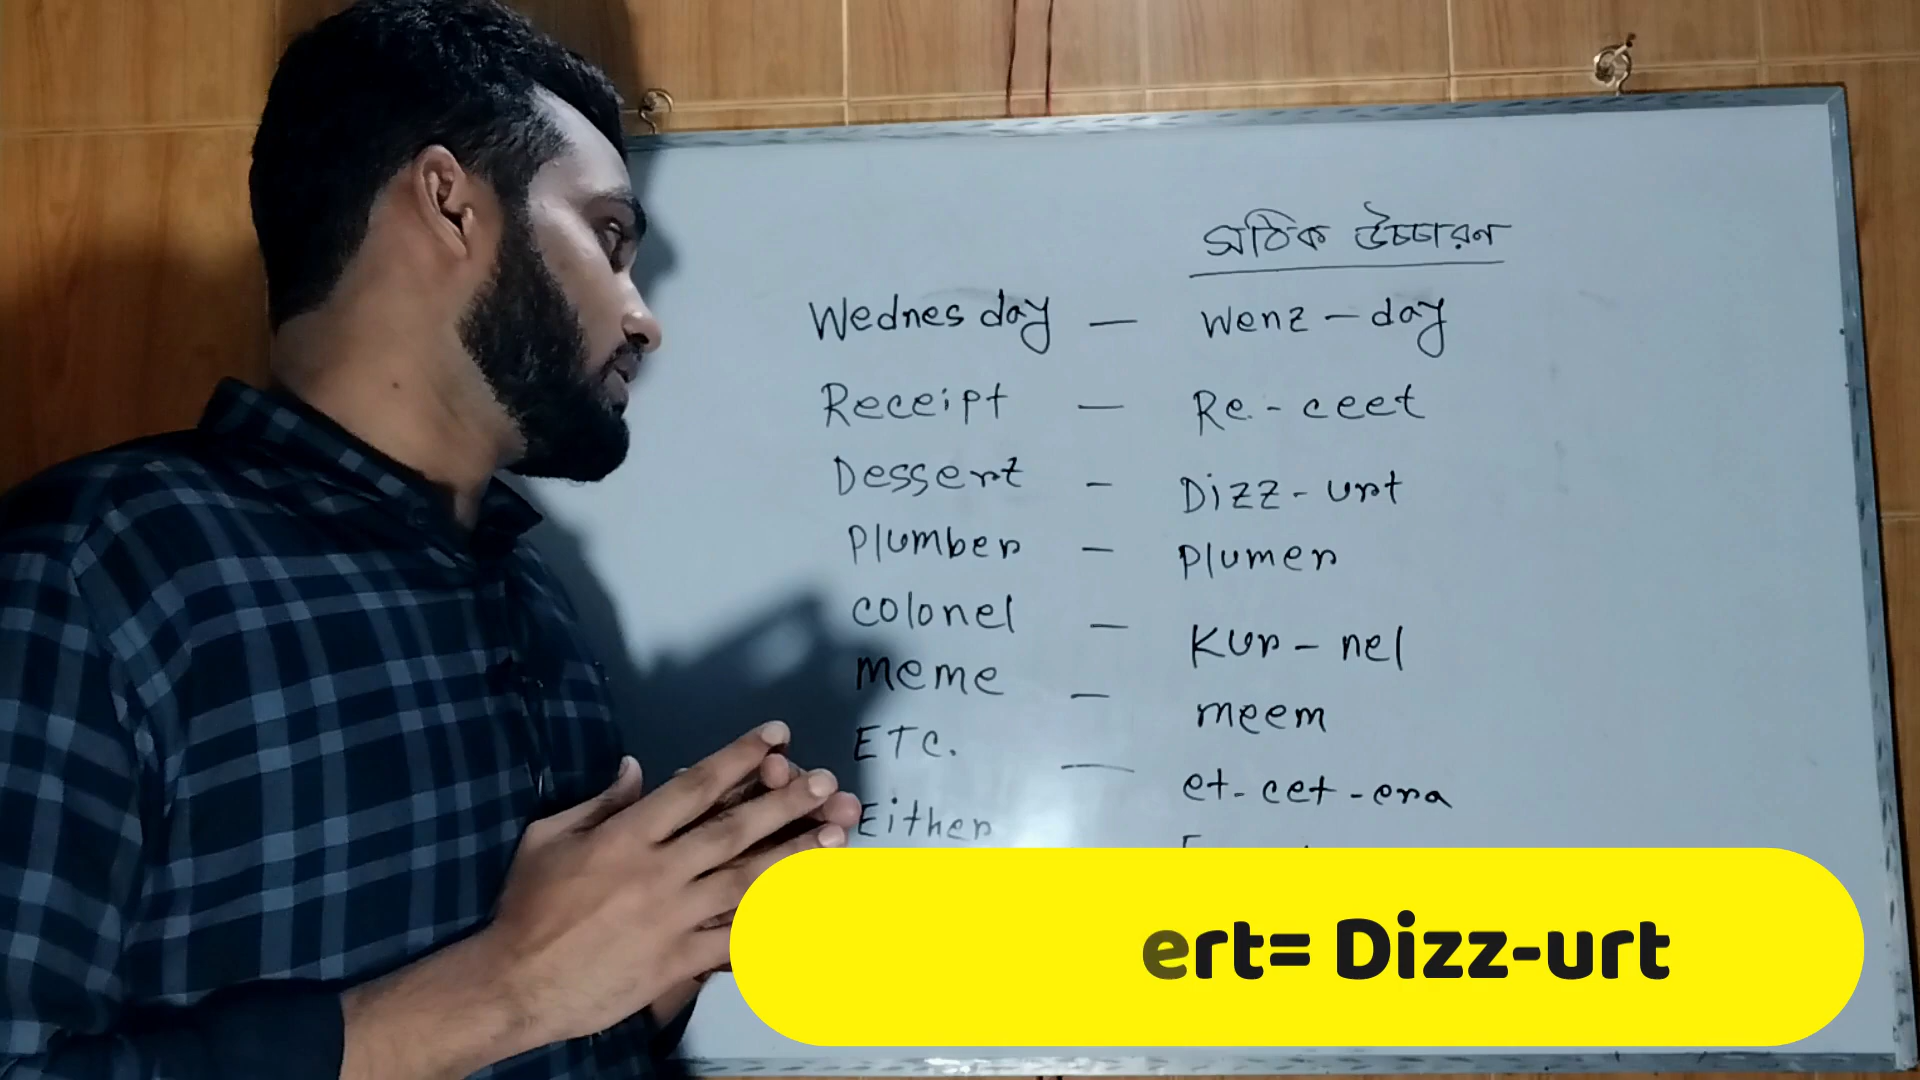 সঠিক উচ্চারন
Wednesday — Wenz – day
Receipt — Re - ceet
Dessert – Dizz - urt
Plumber – Plumer
Colonel – Kur – nel
Meme – meem
ETC. — et - cet - era
Either
ert= Dizz-urt